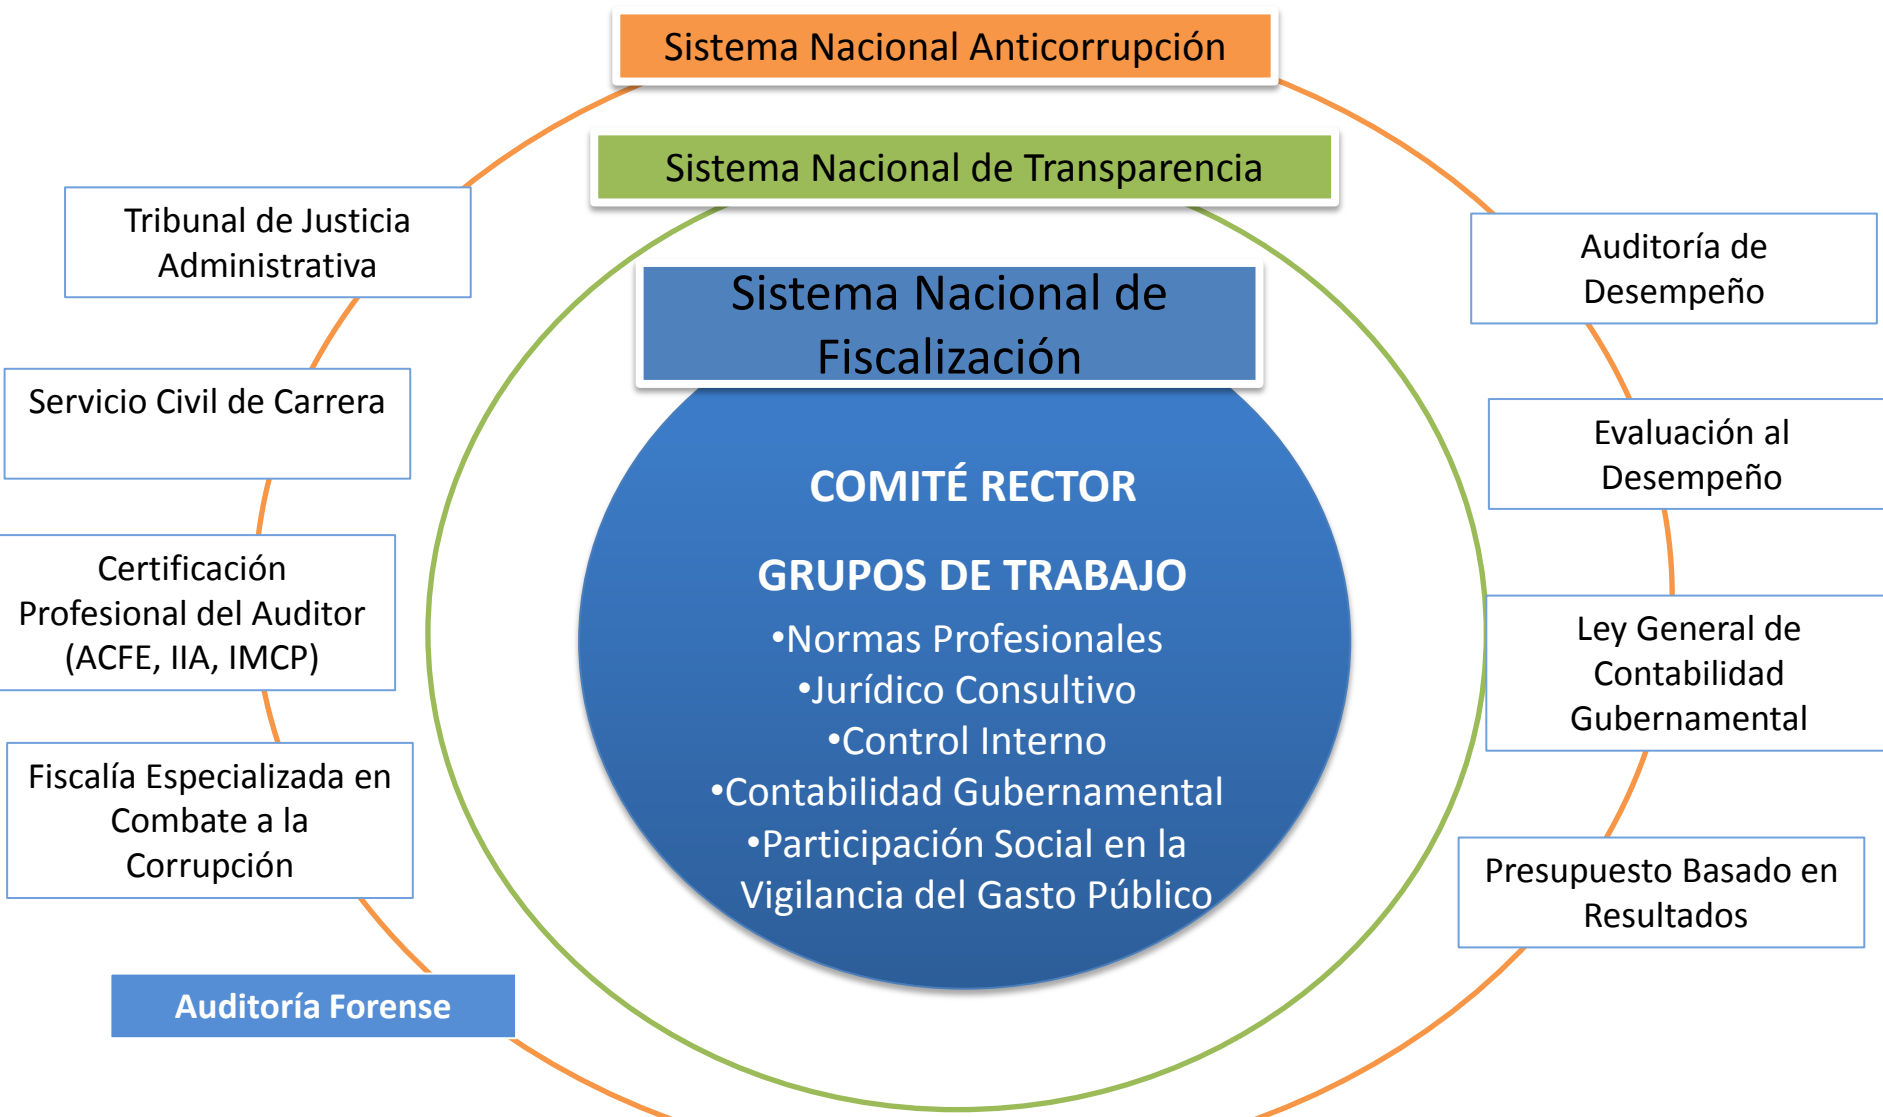 Sistema Nacional Anticorrupción
Sistema Nacional de Transparencia
Sistema Nacional de
Fiscalización
COMITÉ RECTOR
GRUPOS DE TRABAJO
•Normas Profesionales
•Jurídico Consultivo
•Control Interno
•Contabilidad Gubernamental
•Participación Social en la
Vigilancia del Gasto Público
Tribunal de Justicia
Administrativa
Servicio Civil de Carrera
Certificación
Profesional del Auditor
(ACFE, IIA, IMCP)
Fiscalía Especializada en
Combate a la
Corrupción
Auditoría Forense
Auditoría de
Desempeño
Evaluación al
Desempeño
Ley General de
Contabilidad
Gubernamental
Presupuesto Basado en
Resultados